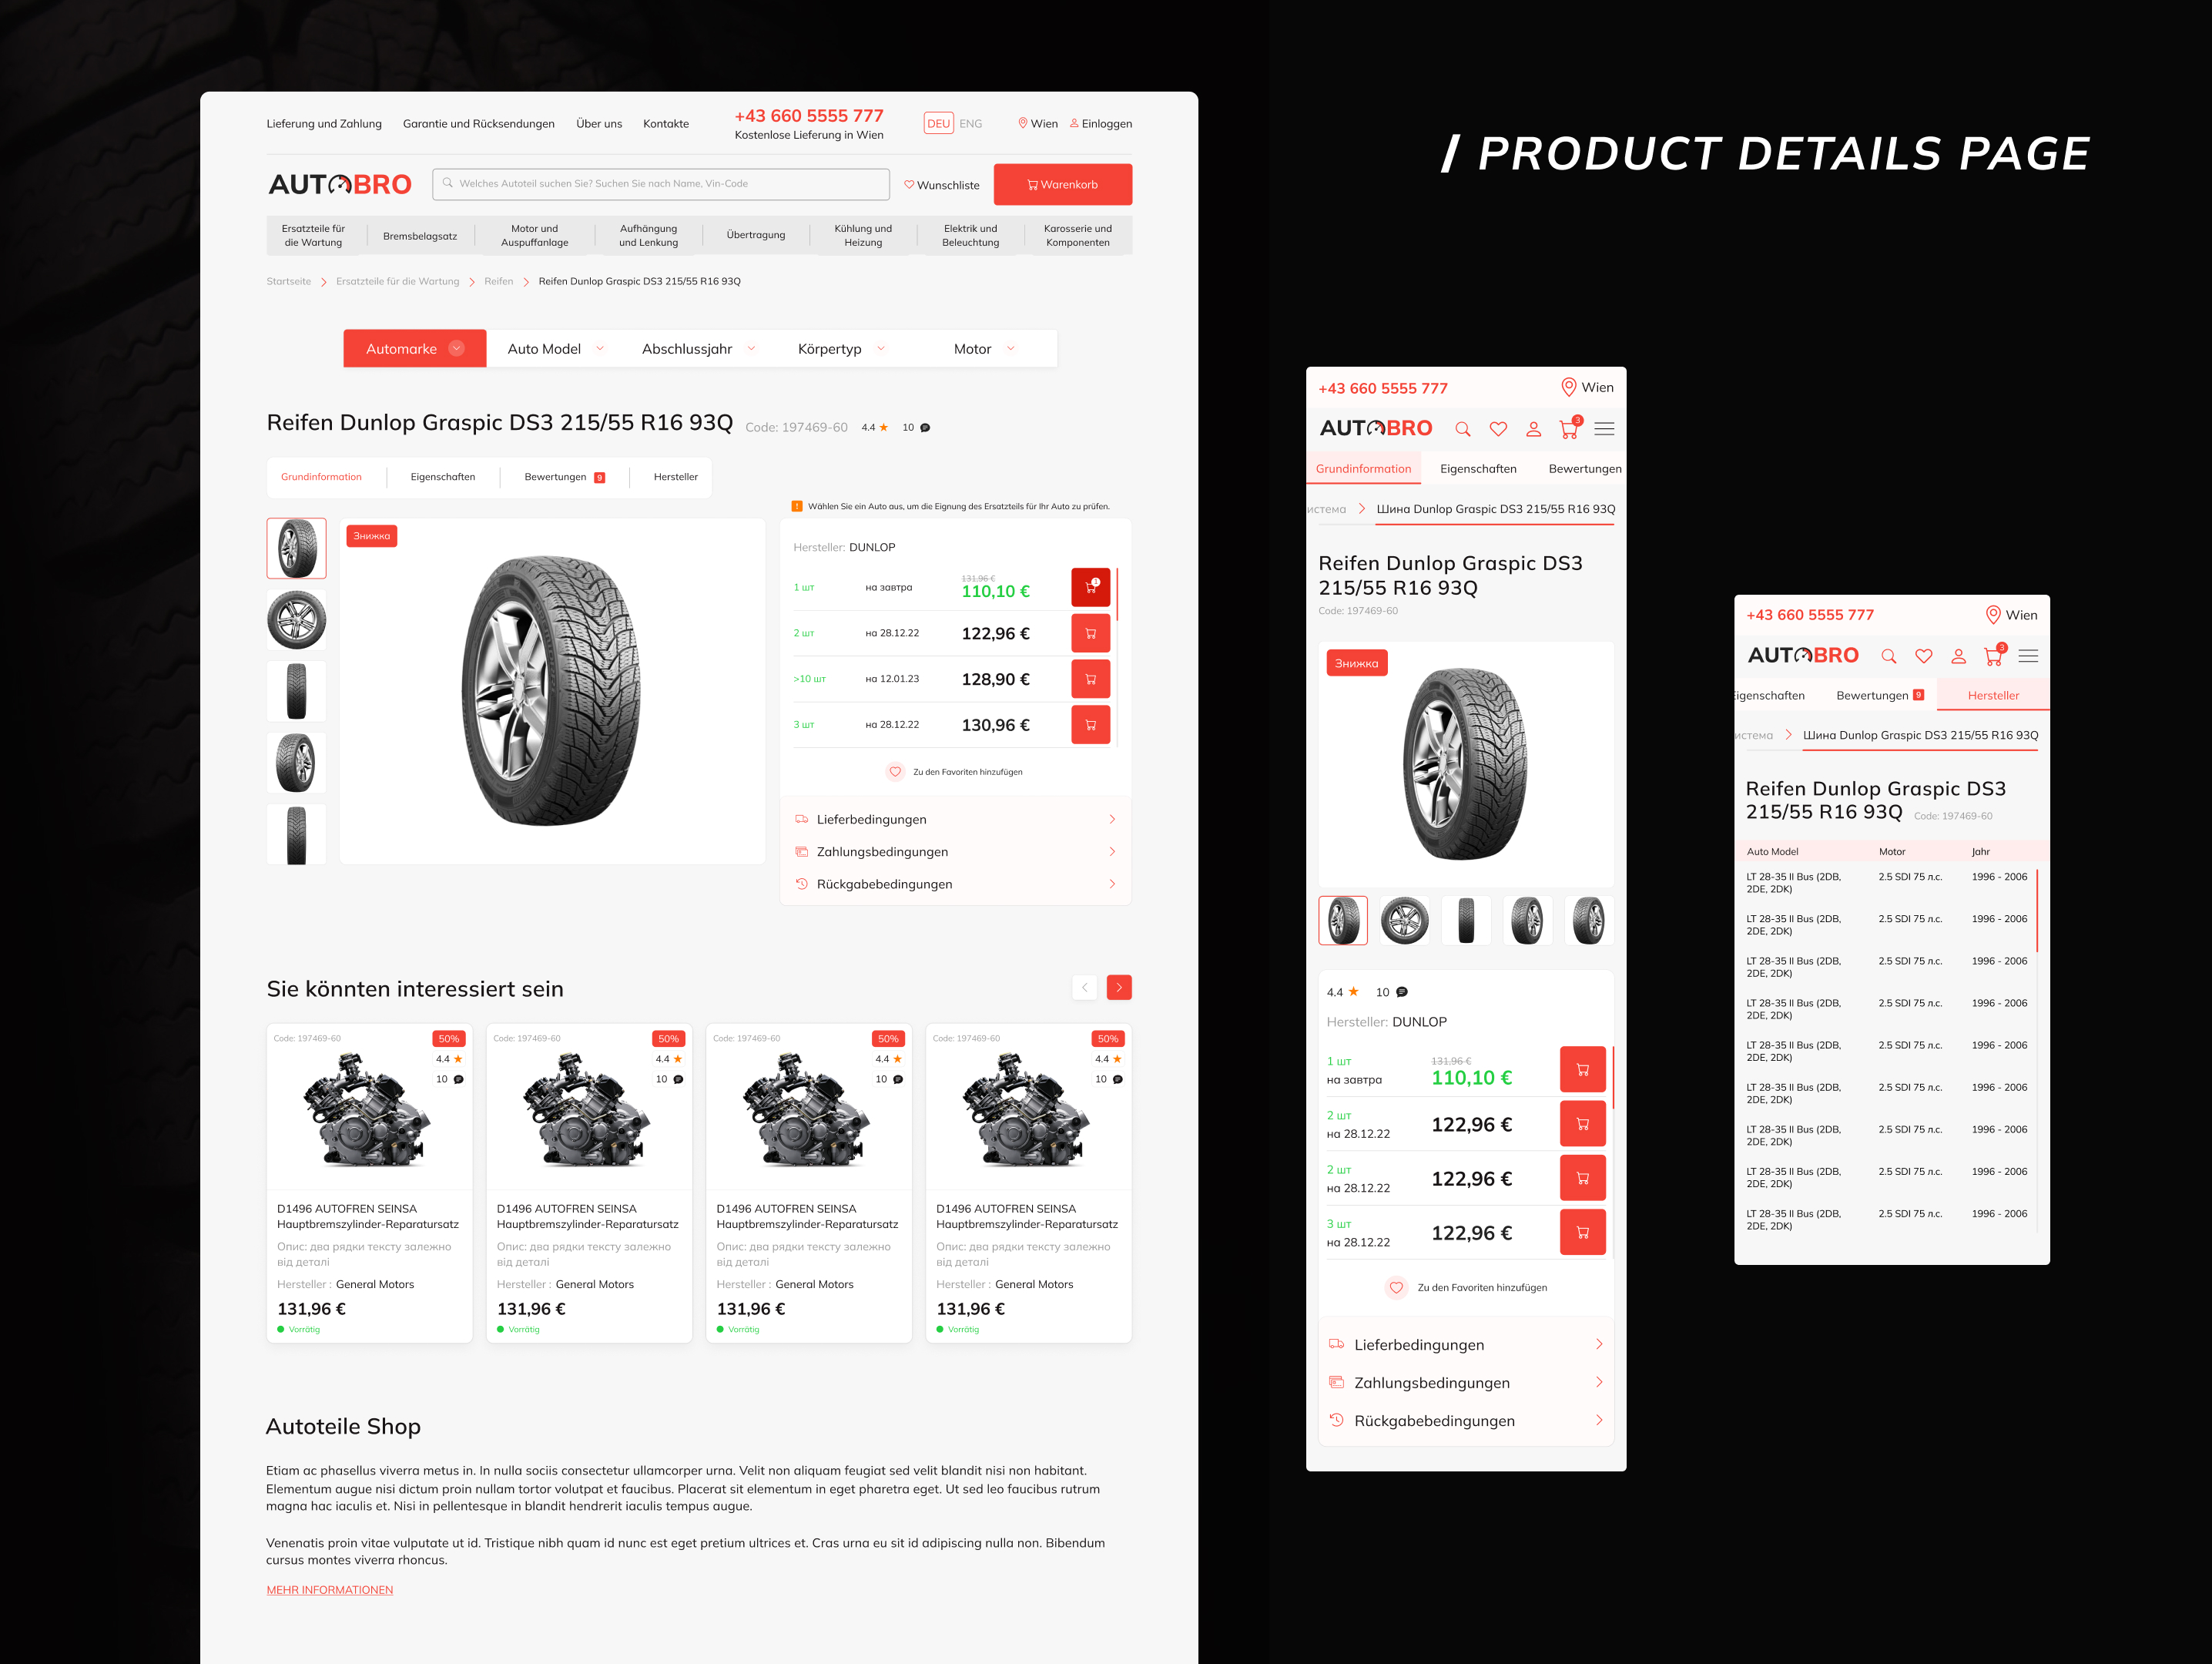 / PRODUCT DETAILS PAGE
Lieferung und Zahlung Garantie und Rücksendungen Über uns Kontakte
+43 660 5555 777
Kostenlose Lieferung in Wien
DEU ENG
Wien Einloggen
AUTOBRO
Welches Autoteil suchen Sie? Suchen Sie nach Name, Vin-Code
Wunschliste
Warenkorb
Ersatzteile für
die Wartung
Bremsbelagsatz
Motor und
Auspuffanlage
Aufhängung
und Lenkung
Übertragung
Kühlung und
Heizung
Elektrik und
Beleuchtung
Karosserie und
Komponenten
Startseite Ersatzteile für die Wartung Reifen Reifen Dunlop Graspic DS3 215/55 R16 93Q
Automarke Auto Model Abschlussjahr Körpertyp Motor
Reifen Dunlop Graspic DS3 215/55 R16 93Q Code: 197469-60 4.4 10
Grundinformation Eigenschaften Bewertungen 9 Hersteller
! Wählen Sie ein Auto aus, um die Eignung des Ersatzteils für Ihr Auto zu prüfen.
Знижка
Hersteller: DUNLOP
131,96 €
1 шт на завтра 110,10 € 1
2 шт на 28.12.22 122,96 €
>10 шт на 12.01.23 128,90 €
3 шт на 28.12.22 130,96 €
Zu den Favoriten hinzufügen
Lieferbedingungen
Zahlungsbedingungen
Rückgabebedingungen
Sie könnten interessiert sein
Code: 197469-60 50%
4.4
10
D1496 AUTOFREN SEINSA
Hauptbremszylinder-Reparatursatz
Опис: два рядки тексту залежно
від деталі
Hersteller : General Motors
131,96 €
Vorrätig
Code: 197469-60 50%
4.4
10
D1496 AUTOFREN SEINSA
Hauptbremszylinder-Reparatursatz
Опис: два рядки тексту залежно
від деталі
Hersteller : General Motors
131,96 €
Vorrätig
Code: 197469-60 50%
4.4
10
D1496 AUTOFREN SEINSA
Hauptbremszylinder-Reparatursatz
Опис: два рядки тексту залежно
від деталі
Hersteller : General Motors
131,96 €
Vorrätig
Code: 197469-60 50%
4.4
10
D1496 AUTOFREN SEINSA
Hauptbremszylinder-Reparatursatz
Опис: два рядки тексту залежно
від деталі
Hersteller : General Motors
131,96 €
Vorrätig
Autoteile Shop
Etiam ac phasellus viverra metus in. In nulla sociis consectetur ullamcorper urna. Velit non aliquam feugiat sed velit blandit nisi non habitant.
Elementum augue nisi dictum proin nullam tortor volutpat et faucibus. Placerat sit elementum in eget pharetra eget. Ut sed leo faucibus rutrum
magna hac iaculis et. Nisi in pellentesque in blandit hendrerit iaculis tempus augue.
Venenatis proin vitae vulputate ut id. Tristique nibh quam id nunc est eget pretium ultrices et. Cras urna eu sit id adipiscing nulla non. Bibendum
cursus montes viverra rhoncus.
MEHR INFORMATIONEN
+43 660 5555 777 Wien
AUTOBRO 3
Grundinformation Eigenschaften Bewertungen
истема Шина Dunlop Graspic DS3 215/55 R16 93Q
Reifen Dunlop Graspic DS3
215/55 R16 93Q
Code: 197469-60
Знижка
4.4 10
Hersteller: DUNLOP
1 шт 131,96 €
на завтра 110,10 €
2 шт
на 28.12.22 122,96 €
2 шт
на 28.12.22 122,96 €
3 шт
на 28.12.22 122,96 €
Zu den Favoriten hinzufügen
Lieferbedingungen
Zahlungsbedingungen
Rückgabebedingungen
+43 660 5555 777 Wien
AUTOBRO 3
igenschaften Bewertungen 9 Hersteller
истема Шина Dunlop Graspic DS3 215/55 R16 93Q
Reifen Dunlop Graspic DS3
215/55 R16 93Q Code: 197469-60
Auto Model Motor Jahr
LT 28-35 II Bus (2DB, 2.5 SDI 75 л.с. 1996 - 2006
2DE, 2DK)
LT 28-35 II Bus (2DB, 2.5 SDI 75 л.с. 1996 - 2006
2DE, 2DK)
LT 28-35 II Bus (2DB, 2.5 SDI 75 л.с. 1996 - 2006
2DE, 2DK)
LT 28-35 II Bus (2DB, 2.5 SDI 75 л.с. 1996 - 2006
2DE, 2DK)
LT 28-35 II Bus (2DB, 2.5 SDI 75 л.с. 1996 - 2006
2DE, 2DK)
LT 28-35 II Bus (2DB, 2.5 SDI 75 л.с. 1996 - 2006
2DE, 2DK)
LT 28-35 II Bus (2DB, 2.5 SDI 75 л.с. 1996 - 2006
2DE, 2DK)
LT 28-35 II Bus (2DB, 2.5 SDI 75 л.с. 1996 - 2006
2DE, 2DK)
LT 28-35 II Bus (2DB, 2.5 SDI 75 л.с. 1996 - 2006
2DE, 2DK)